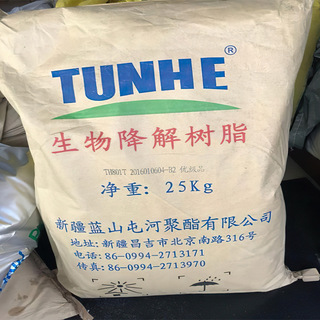 TUNHE®
生物降解树脂
TH801T 2016010604-B2 优级品
净重: 25Kg
新疆蓝山屯河聚酯有限公司
地址: 新疆昌吉市北京南路316号
电话: 86-0994-2713171
传真: 86-0994-2713970